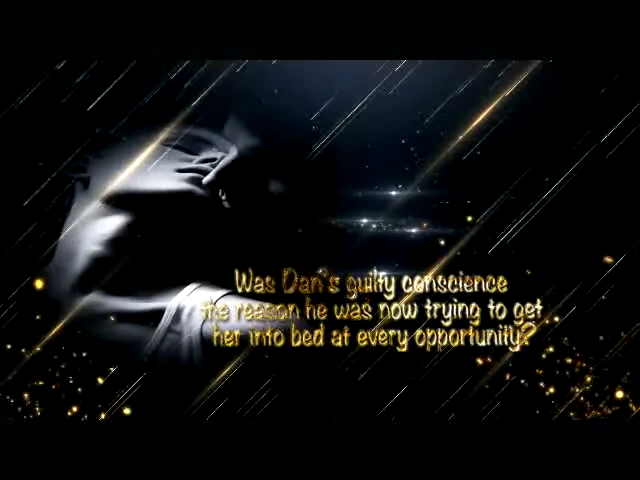 Was Dan's guilty conscience
the reason he was now trying to get
her into bed at every opportunity?